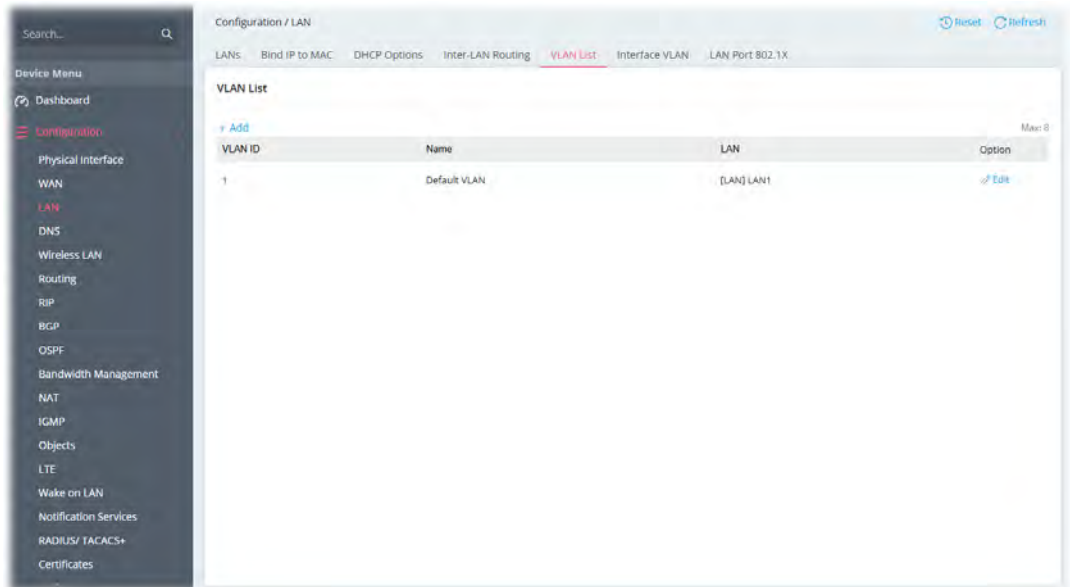 Search...
Device Menu
Dashboard
Configuration
Physical Interface
WAN
LAN
DNS
Wireless LAN
Routing
RIP
BGP
OSPF
Bandwidth Management
NAT
IGMP
Objects
LTE
Wake on LAN
Notification Services
RADIUS/ TACACS+
Certificates
Configuration / LAN
Reset Refresh
LANs Bind IP to MAC DHCP Options Inter-LAN Routing VLAN List Interface VLAN LAN Port 802.1X
VLAN List
+ Add Max: 8
VLAN ID Name LAN Option
1 Default VLAN [LAN] LAN1 Edit